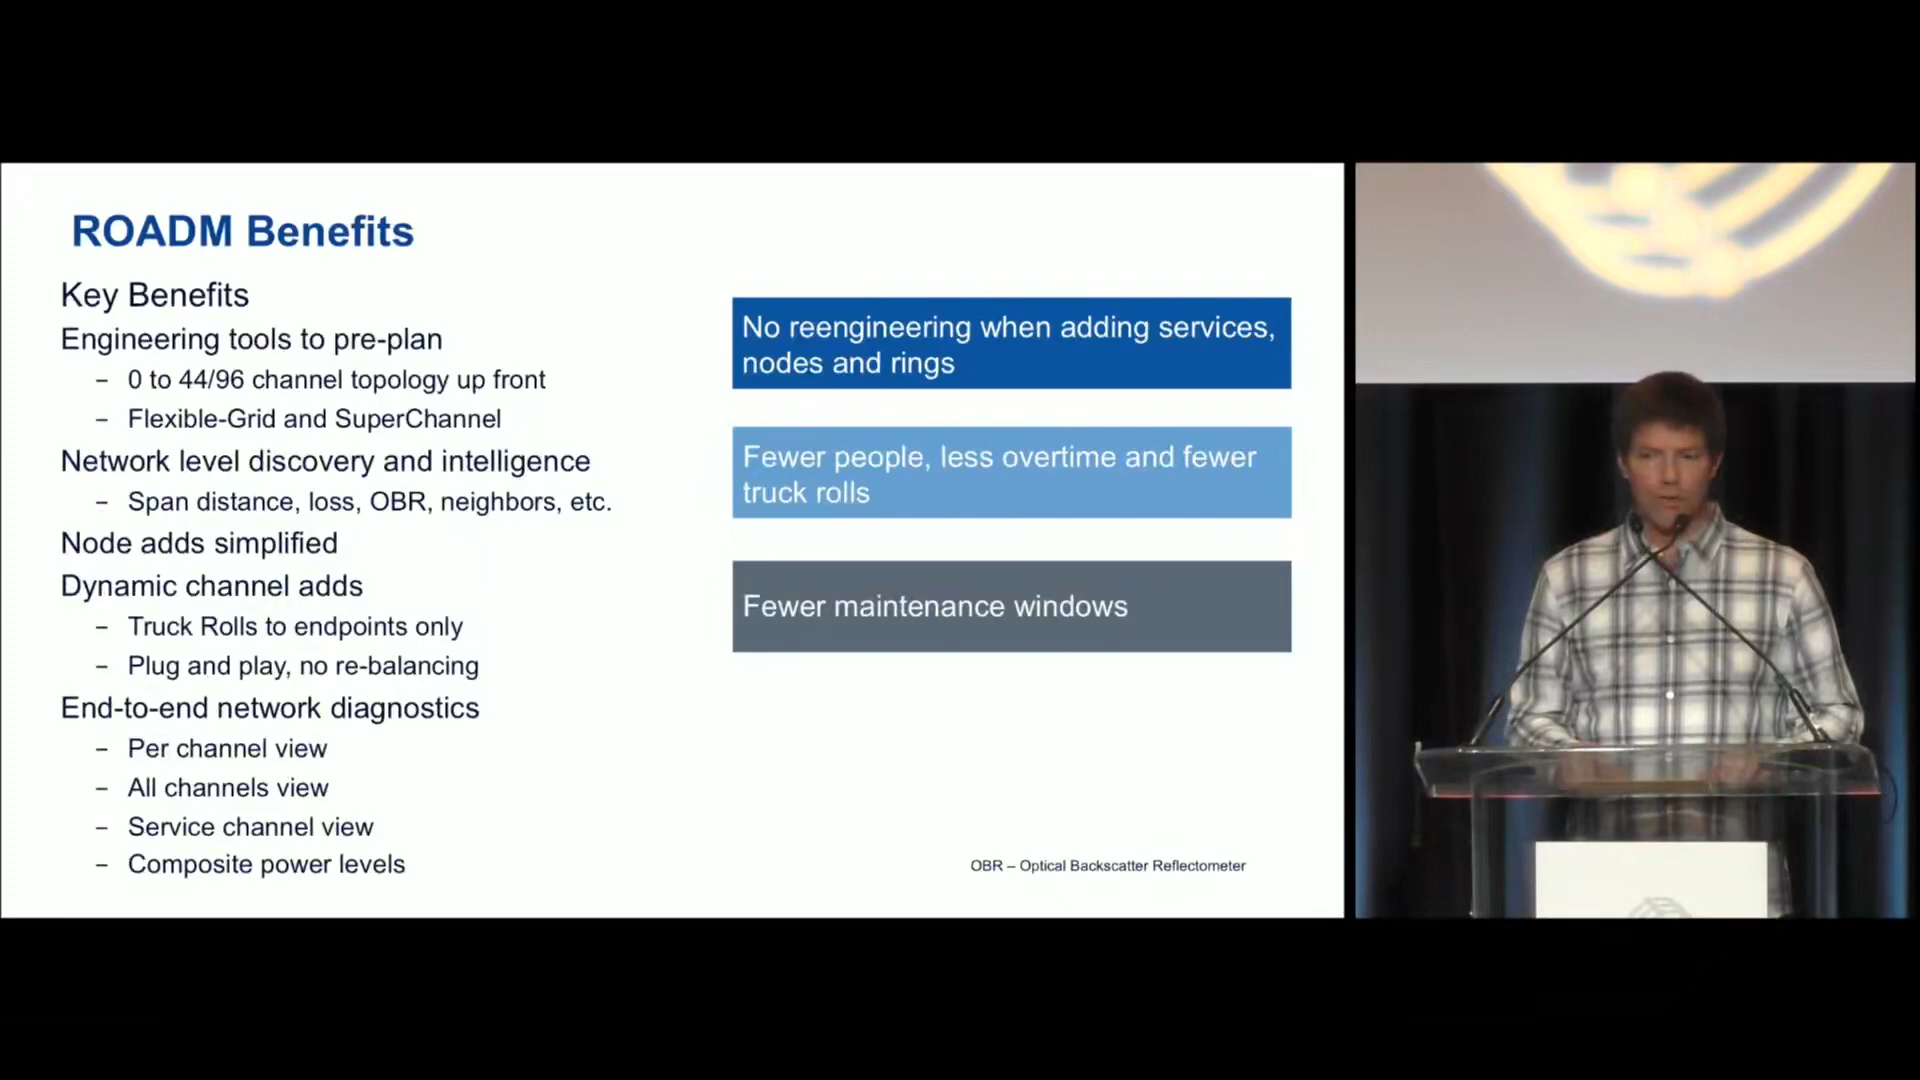 ROADM Benefits
Key Benefits
Engineering tools to pre-plan
– 0 to 44/96 channel topology up front
– Flexible-Grid and SuperChannel
Network level discovery and intelligence
– Span distance, loss, OBR, neighbors, etc.
Node adds simplified
Dynamic channel adds
– Truck Rolls to endpoints only
– Plug and play, no re-balancing
End-to-end network diagnostics
– Per channel view
– All channels view
– Service channel view
– Composite power levels
No reengineering when adding services,
nodes and rings
Fewer people, less overtime and fewer
truck rolls
Fewer maintenance windows
OBR – Optical Backscatter Reflectometer